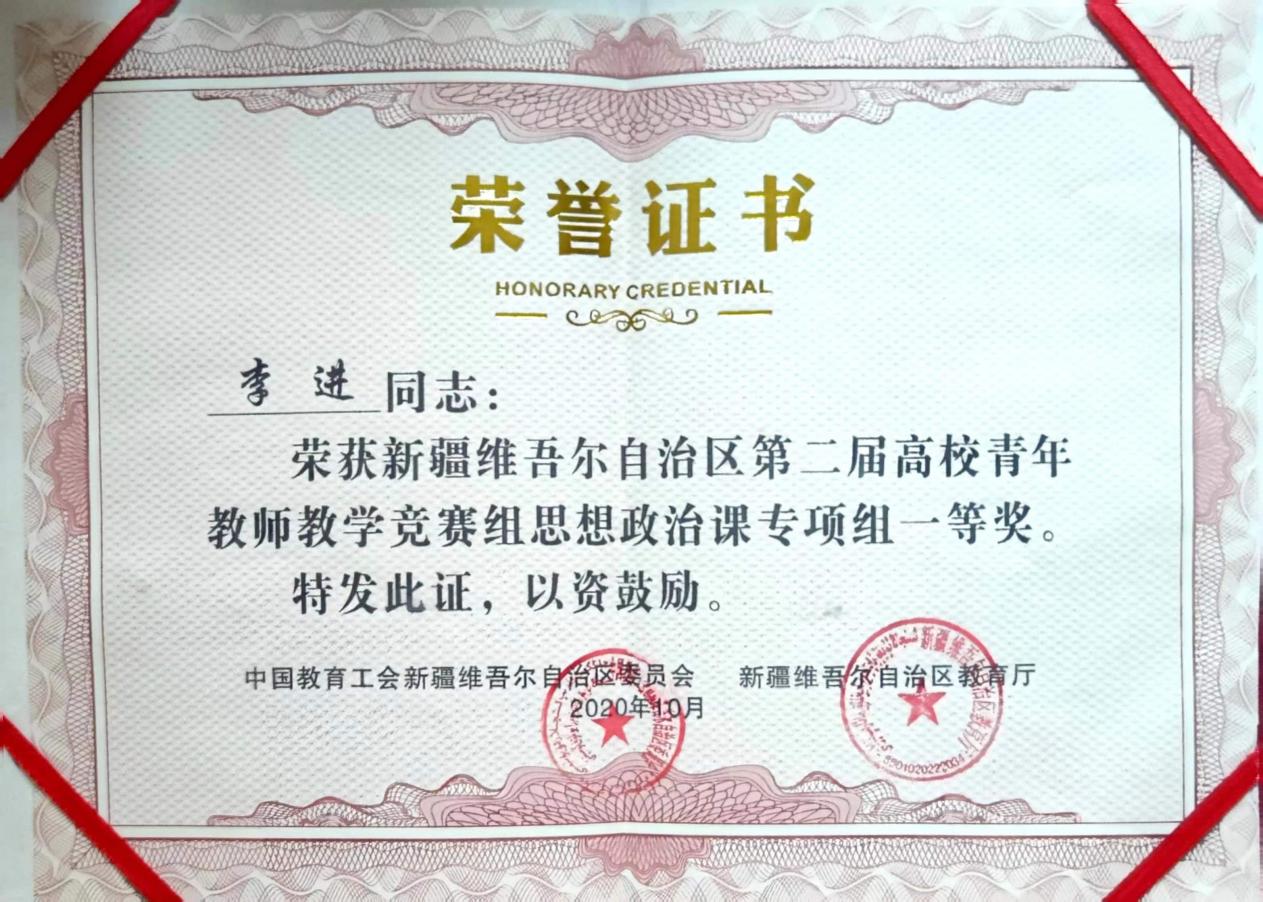 荣誉证书
HONORARY CREDENTIAL
李 进 同志：
荣获新疆维吾尔自治区第二届高校青年
教师教学竞赛组思想政治课专项组一等奖。
特发此证，以资鼓励。
中国教育工会新疆维吾尔自治区委员会 新疆维吾尔自治区教育厅
2020年10月